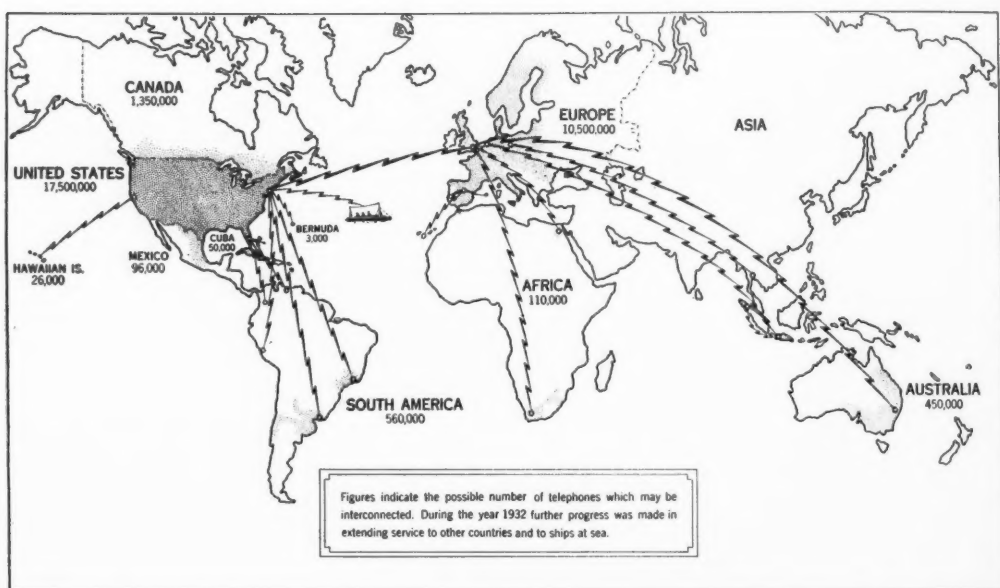 CANADA
1,350,000
EUROPE
10,500,000
ASIA
UNITED STATES
17,500,000
BERMUDA
3,000
CUBA
50,000
MEXICO
96,000
HAWAIIAN IS.
26,000
AFRICA
110,000
SOUTH AMERICA
560,000
AUSTRALIA
450,000
Figures indicate the possible number of telephones which may be
interconnected. During the year 1932 further progress was made in
extending service to other countries and to ships at sea.